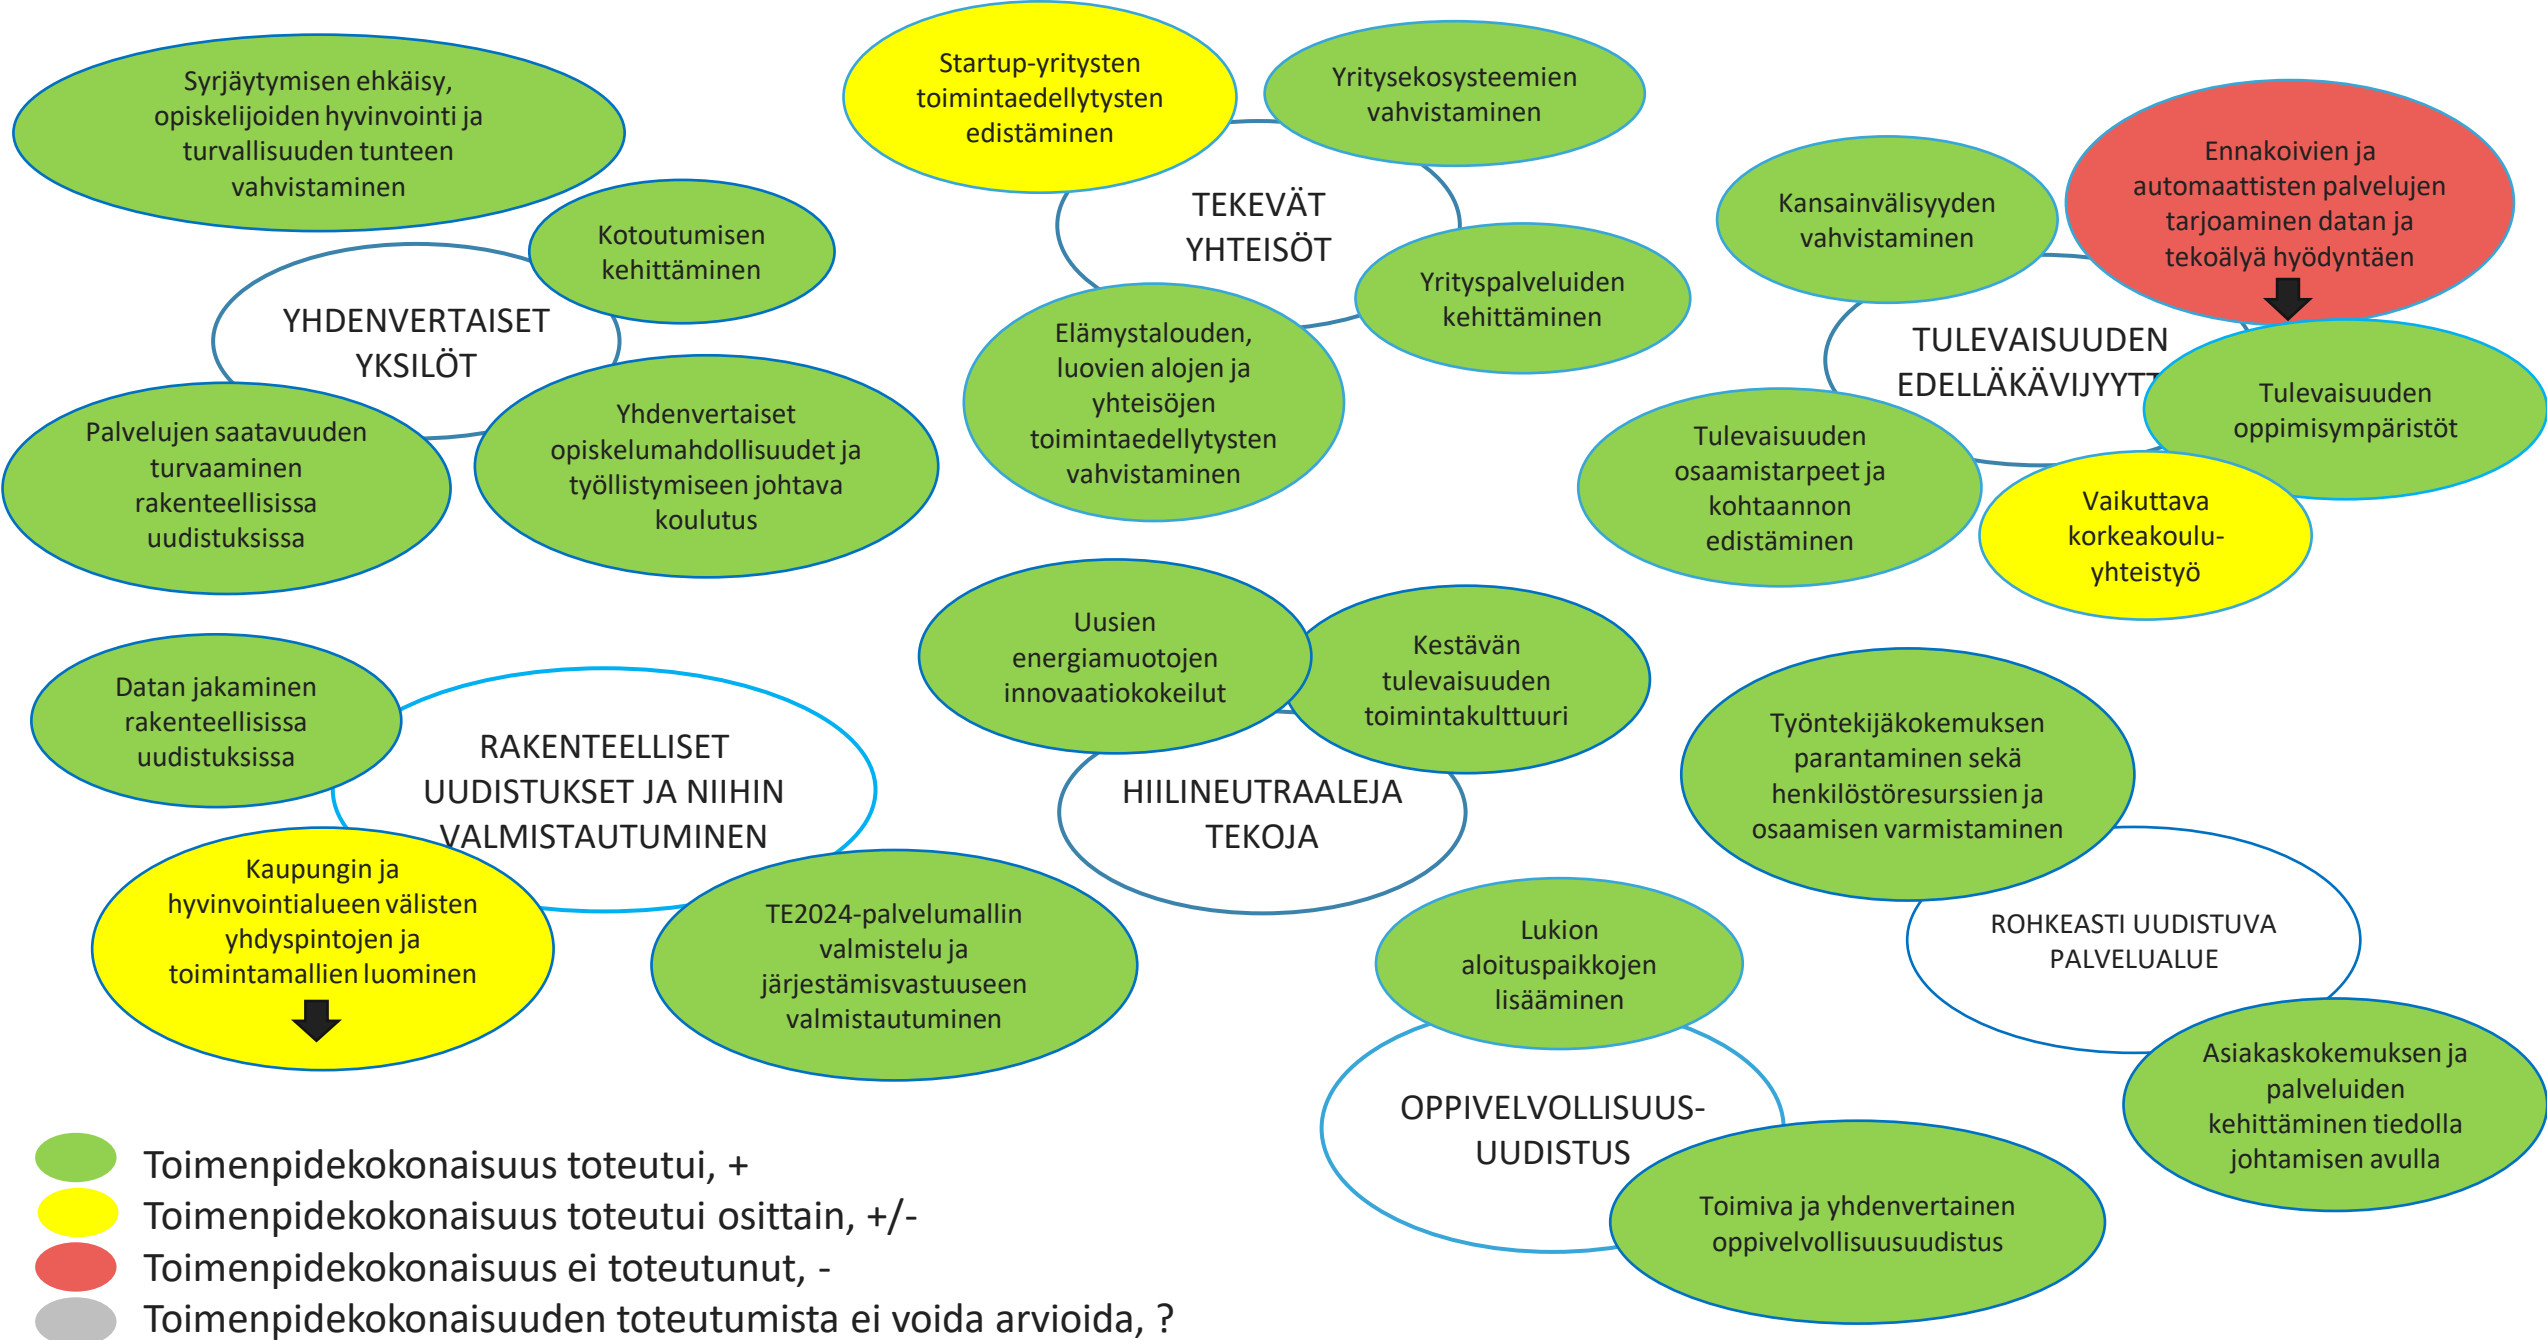 Syrjäytymisen ehkäisy,
opiskelijoiden hyvinvointi ja
turvallisuuden tunteen
vahvistaminen
Kotoutumisen
kehittäminen
YHDENVERTAISET
YKSILÖT
Palvelujen saatavuuden
turvaaminen
rakenteellisissa
uudistuksissa
Yhdenvertaiset
opiskelumahdollisuudet ja
työllistymiseen johtava
koulutus
Startup-yritysten
toimintaedellytysten
edistäminen
Yritysekosysteemien
vahvistaminen
TEKEVÄT
YHTEISÖT
Yrityspalveluiden
kehittäminen
Elämystalouden,
luovien alojen ja
yhteisöjen
toimintaedellytysten
vahvistaminen
Kansainvälisyyden
vahvistaminen
Ennakoivien ja
automaattisten palvelujen
tarjoaminen datan ja
tekoälyä hyödyntäen
TULEVAISUUDEN
EDELLÄKÄVIJYYTT
Tulevaisuuden
oppimisympäristöt
Tulevaisuuden
osaamistarpeet ja
kohtaannon
edistäminen
Vaikuttava
korkeakoulu-
yhteistyö
Datan jakaminen
rakenteellisissa
uudistuksissa
RAKENTEELLISET
UUDISTUKSET JA NIIHIN
VALMISTAUTUMINEN
Kaupungin ja
hyvinvointialueen välisten
yhdyspintojen ja
toimintamallien luominen
TE2024-palvelumallin
valmistelu ja
järjestämisvastuuseen
valmistautuminen
Uusien
energiamuotojen
innovaatiokokeilut
Kestävän
tulevaisuuden
toimintakulttuuri
HIILINEUTRAALEJA
TEKOJA
Työntekijäkokemuksen
parantaminen sekä
henkilöstöresurssien ja
osaamisen varmistaminen
ROHKEASTI UUDISTUVA
PALVELUALUE
Asiakaskokemuksen ja
palveluiden
kehittäminen tiedolla
johtamisen avulla
Lukion
aloituspaikkojen
lisääminen
OPPIVELVOLLISUUS-
UUDISTUS
Toimiva ja yhdenvertainen
oppivelvollisuusuudistus
Toimenpidekokonaisuus toteutui, +
Toimenpidekokonaisuus toteutui osittain, +/-
Toimenpidekokonaisuus ei toteutunut, -
Toimenpidekokonaisuuden toteutumista ei voida arvioida, ?